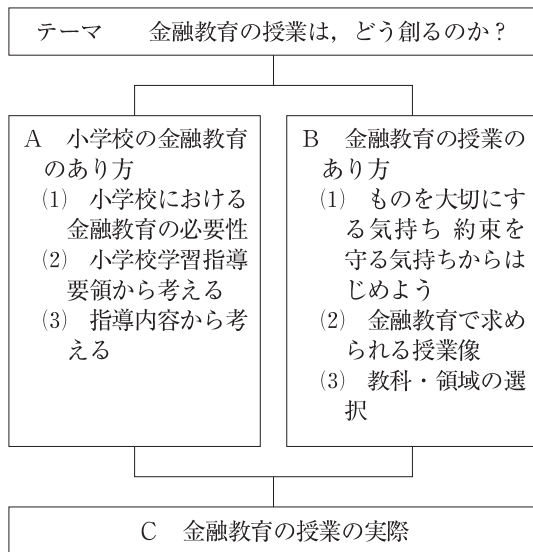 テーマ　金融教育の授業は，どう創るのか？
A　小学校の金融教育
のあり方
(1)　小学校における
金融教育の必要性
(2)　小学校学習指導
要領から考える
(3)　指導内容から考
える
B　金融教育の授業の
あり方
(1)　ものを大切にす
る気持ち 約束を
守る気持ちからは
じめよう
(2)　金融教育で求め
られる授業像
(3)　教科・領域の選
択
C　金融教育の授業の実際